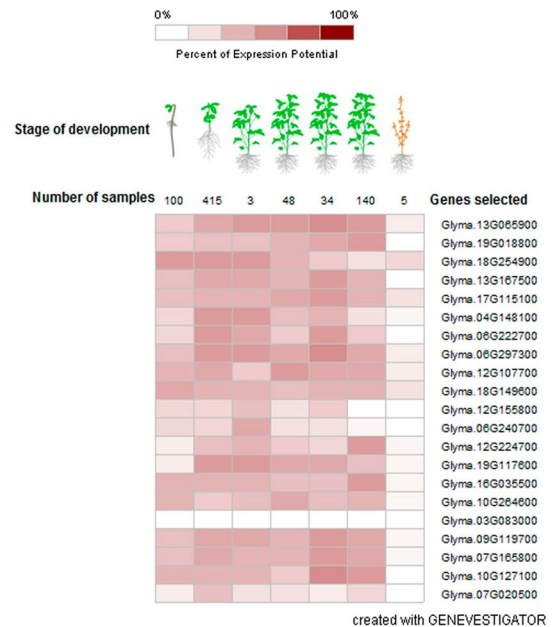 0% 100%
Percent of Expression Potential
Stage of development
Number of samples 100 415 3 48 34 140 5 Genes selected
Glyma.13G065900
Glyma.19G018800
Glyma.18G254900
Glyma.13G167500
Glyma.17G115100
Glyma.04G148100
Glyma.06G222700
Glyma.06G297300
Glyma.12G107700
Glyma.18G149600
Glyma.12G155800
Glyma.06G240700
Glyma.12G224700
Glyma.19G117600
Glyma.16G035500
Glyma.10G264600
Glyma.03G083000
Glyma.09G119700
Glyma.07G165800
Glyma.10G127100
Glyma.07G020500
created with GENEVESTIGATOR